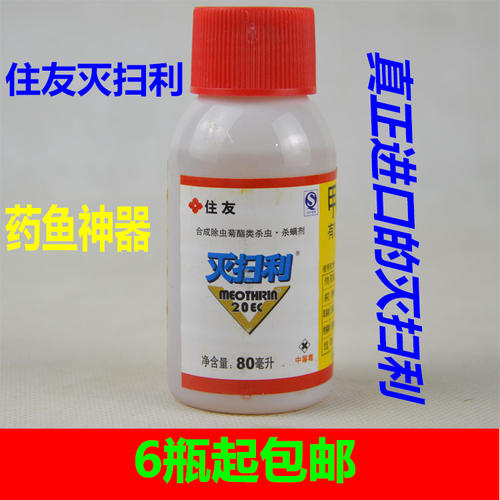 住友灭扫利
药鱼神器
真正进口的灭扫利
住友
合成除虫菊酯类杀虫·杀螨剂
灭扫利®
MEOTHRIN
20EC
净含量：80毫升
中等毒
QS
6瓶起包邮